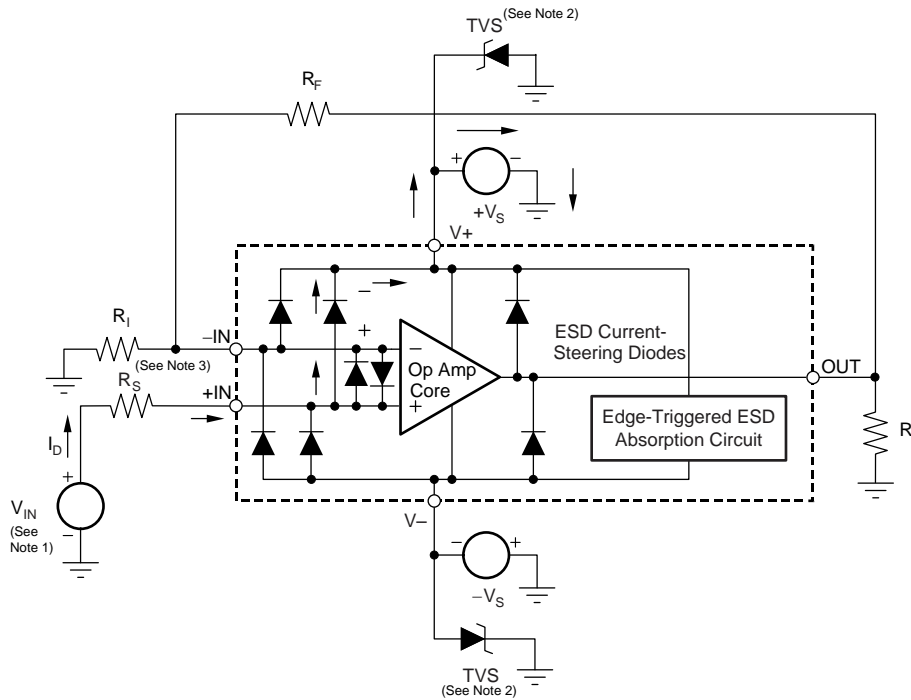 TVS (See Note 2)
R_F
+ −
+V_S
V+
−
R_I
−IN
+
−
ESD Current-
Steering Diodes
(See Note 3)
Op Amp
Core
OUT
R_S
+IN
+
Edge-Triggered ESD
Absorption Circuit
R
I_D
+
V_IN
(See
Note 1)
−
V−
− +
−V_S
TVS
(See Note 2)